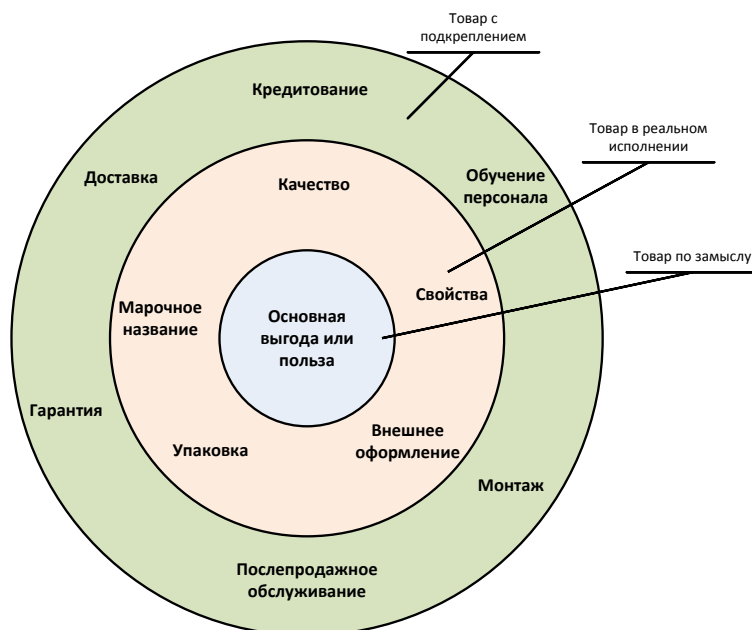 Товар с
подкреплением
Кредитование
Товар в реальном
исполнении
Доставка
Качество
Обучение
персонала
Товар по замыслу
Свойства
Марочное
название
Основная
выгода или
польза
Гарантия
Упаковка
Внешнее
оформление
Монтаж
Послепродажное
обслуживание